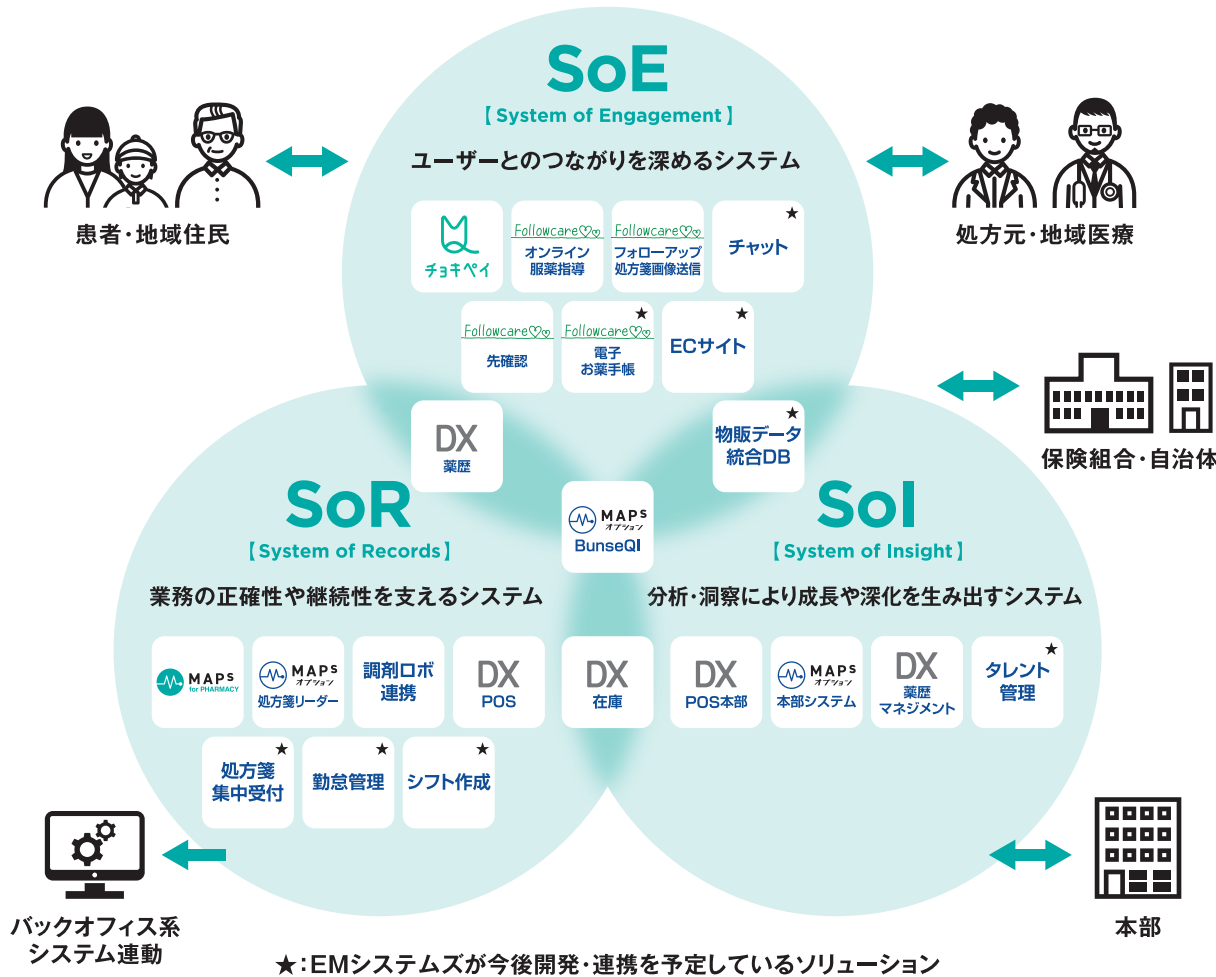 SoE
【System of Engagement】
ユーザーとのつながりを深めるシステム
患者・地域住民
処方元・地域医療
チョキペイ
Followcare
オンライン
服薬指導
Followcare
フォローアップ
処方箋画像送信
★
チャット
Followcare
先確認
★
Followcare
電子
お薬手帳
★
ECサイト
保険組合・自治体
DX
薬歴
★
物販データ
統合DB
MAPS
オプション
BunseQI
SoR
【System of Records】
業務の正確性や継続性を支えるシステム
SoI
【System of Insight】
分析・洞察により成長や深化を生み出すシステム
MAPS
for PHARMACY
MAPS
オプション
処方箋リーダー
調剤ロボ
連携
DX
POS
DX
在庫
DX
POS本部
MAPS
オプション
本部システム
DX
薬歴
マネジメント
★
タレント
管理
★
処方箋
集中受付
★
勤怠管理
★
シフト作成
バックオフィス系
システム連動
本部
★:EMシステムズが今後開発・連携を予定しているソリューション